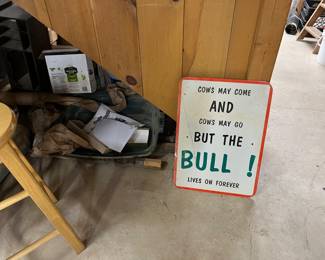 COWS MAY COME
AND
COWS MAY GO
BUT THE
BULL !
LIVES ON FOREVER